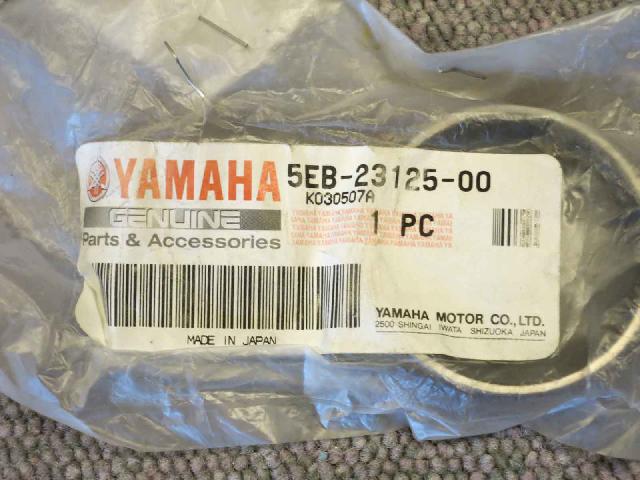 YAMAHA 5EB-23125-00
K030507A
GENUINE 1 PC
Parts & Accessories
YAMAHA MOTOR CO., LTD.
2500 SHINGAI IWATA SHIZUOKA JAPAN
MADE IN JAPAN